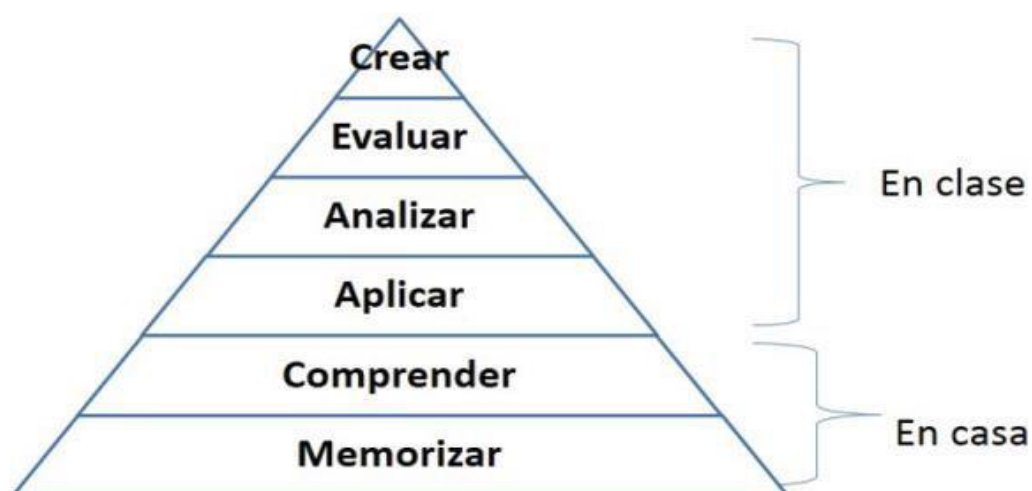 Crear
Evaluar
Analizar
En clase
Aplicar
Comprender
En casa
Memorizar